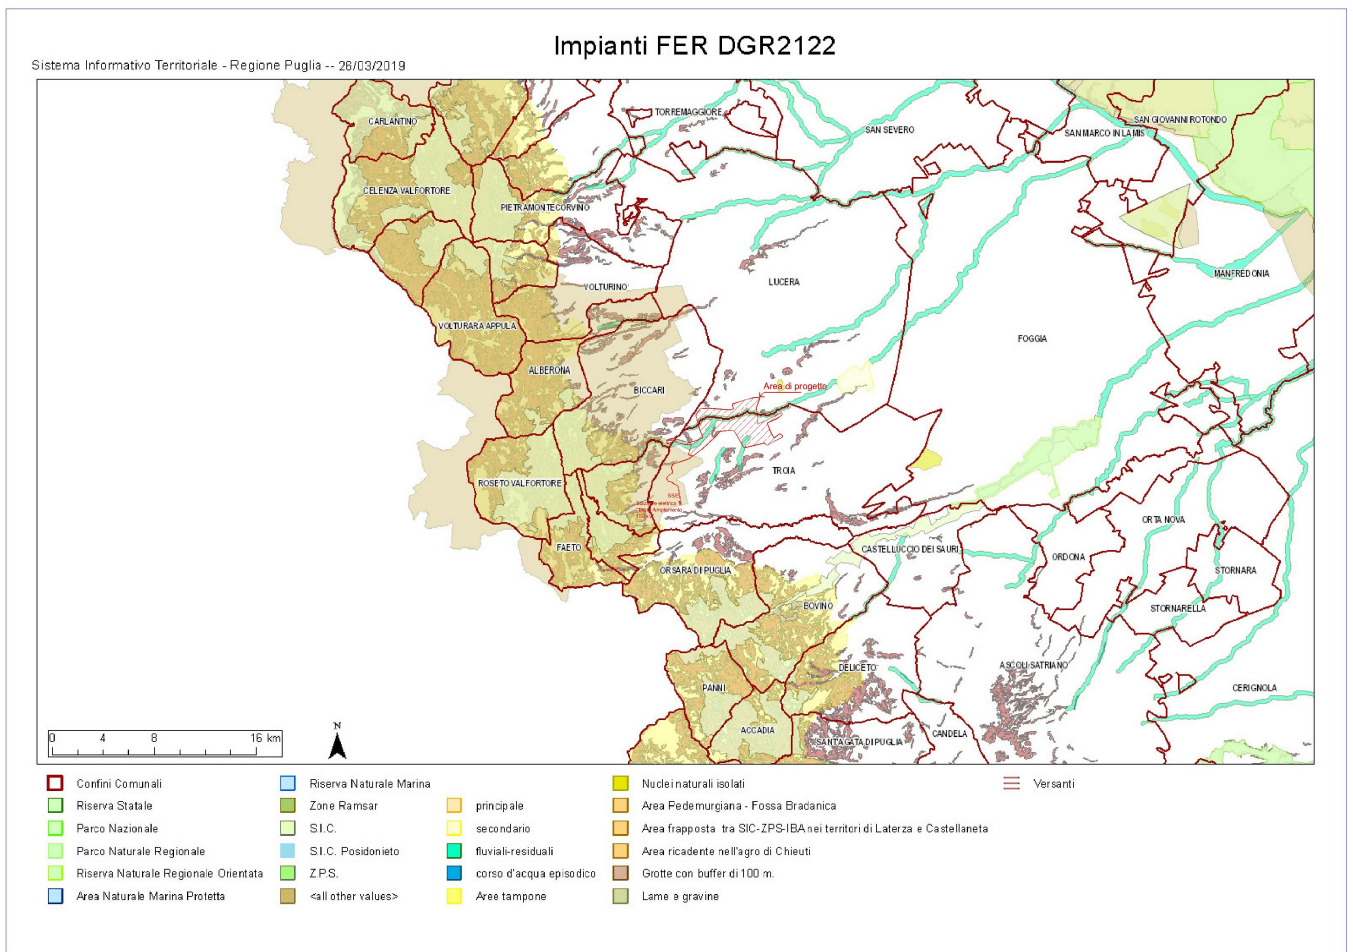 Impianti FER DGR2122
Sistema Informativo Territoriale - Regione Puglia -- 26/03/2019
CARLANTINO
TORREMAGGIORE
SAN SEVERO
SAN MARCO IN LAMIS
SAN GIOVANNI ROTONDO
CELENZA VALFORTORE
PIETRAMONTECORVINO
VOLTURINO
LUCERA
MANFREDONIA
VOLTURARA APPULA
FOGGIA
ALBERONA
BICCARI
Area di progetto
ROSETO VALFORTORE
TROIA
SSE
FAETO
ORSARA DI PUGLIA
CASTELLUCCIO DEI SAURI
ORDONA
ORTA NOVA
STORNARA
BOVINO
STORNARELLA
DELICETO
ASCOLI SATRIANO
PANNI
CERIGNOLA
ACCADIA
SANT'AGATA DI PUGLIA
CANDELA
N
0 4 8 16 km
Confini Comunali
Riserva Statale
Parco Nazionale
Parco Naturale Regionale
Riserva Naturale Regionale Orientata
Area Naturale Marina Protetta
Riserva Naturale Marina
Zone Ramsar
S.I.C.
S.I.C. Posidonieto
Z.P.S.
<all other values>
principale
secondario
fluviali-residuali
corso d'acqua episodico
Aree tampone
Nuclei naturali isolati
Area Pedemurgiana - Fossa Bradanica
Area frapposta tra SIC-ZPS-IBA nei territori di Laterza e Castellaneta
Area ricadente nell'agro di Chieuti
Grotte con buffer di 100 m.
Lame e gravine
Versanti